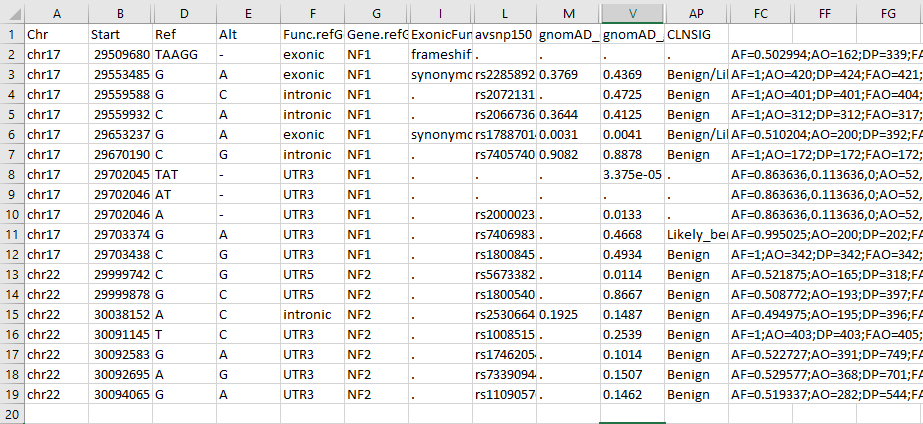 A B D E F G I L M V AP FC FF FG
1 Chr Start Ref Alt Func.refG Gene.refG ExonicFun avsnp150 gnomAD_ gnomAD_ CLNSIG
2 chr17 29509680 TAAGG - exonic NF1 frameshif . . . . AF=0.502994;AO=162;DP=339;FA
3 chr17 29553485 G A exonic NF1 synonymo rs2285892 0.3769 0.4369 Benign/Lil AF=1;AO=420;DP=424;FAO=421;
4 chr17 29559588 G C intronic NF1 . rs2072131 . 0.4725 Benign AF=1;AO=401;DP=401;FAO=404;
5 chr17 29559932 C A intronic NF1 . rs2066736 0.3644 0.4125 Benign AF=1;AO=312;DP=312;FAO=317;
6 chr17 29653237 G A exonic NF1 synonymo rs1788701 0.0031 0.0041 Benign/Lil AF=0.510204;AO=200;DP=392;FA
7 chr17 29670190 C G intronic NF1 . rs7405740 0.9082 0.8878 Benign AF=1;AO=172;DP=172;FAO=172;
8 chr17 29702045 TAT - UTR3 NF1 . . . 3.375e-05 . AF=0.863636,0.113636,0;AO=52,
9 chr17 29702046 AT - UTR3 NF1 . . . . . AF=0.863636,0.113636,0;AO=52,
10 chr17 29702046 A - UTR3 NF1 . rs2000023 . 0.0133 . AF=0.863636,0.113636,0;AO=52,
11 chr17 29703374 G A UTR3 NF1 . rs7406983 . 0.4668 Likely_ben AF=0.995025;AO=200;DP=202;FA
12 chr17 29703438 C G UTR3 NF1 . rs1800845 . 0.4934 Benign AF=1;AO=342;DP=342;FAO=342;
13 chr22 29999742 C G UTR5 NF2 . rs5673382 . 0.0114 Benign AF=0.521875;AO=165;DP=318;FA
14 chr22 29999878 G C UTR5 NF2 . rs1800540 . 0.8667 Benign AF=0.508772;AO=193;DP=397;FA
15 chr22 30038152 A C intronic NF2 . rs2530664 0.1925 0.1487 Benign AF=0.494975;AO=195;DP=396;FA
16 chr22 30091145 T C UTR3 NF2 . rs1008515 . 0.2539 Benign AF=1;AO=403;DP=403;FAO=405;
17 chr22 30092583 G A UTR3 NF2 . rs1746205 . 0.1014 Benign AF=0.522727;AO=391;DP=749;FA
18 chr22 30092695 A G UTR3 NF2 . rs7339094 . 0.1507 Benign AF=0.529577;AO=368;DP=701;FA
19 chr22 30094065 G A UTR3 NF2 . rs1109057 . 0.1462 Benign AF=0.519337;AO=282;DP=544;FA
20